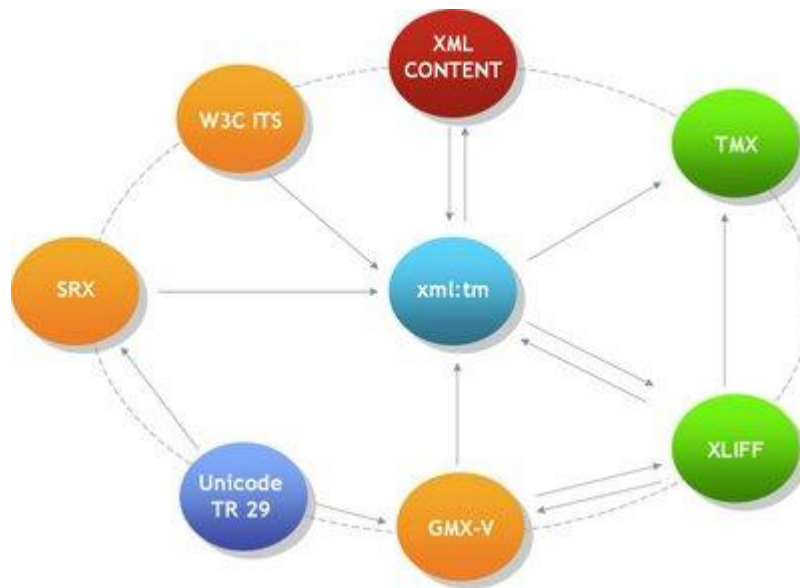 XML
CONTENT
W3C ITS
TMX
SRX
xml:tm
XLIFF
Unicode
TR 29
GMX-V